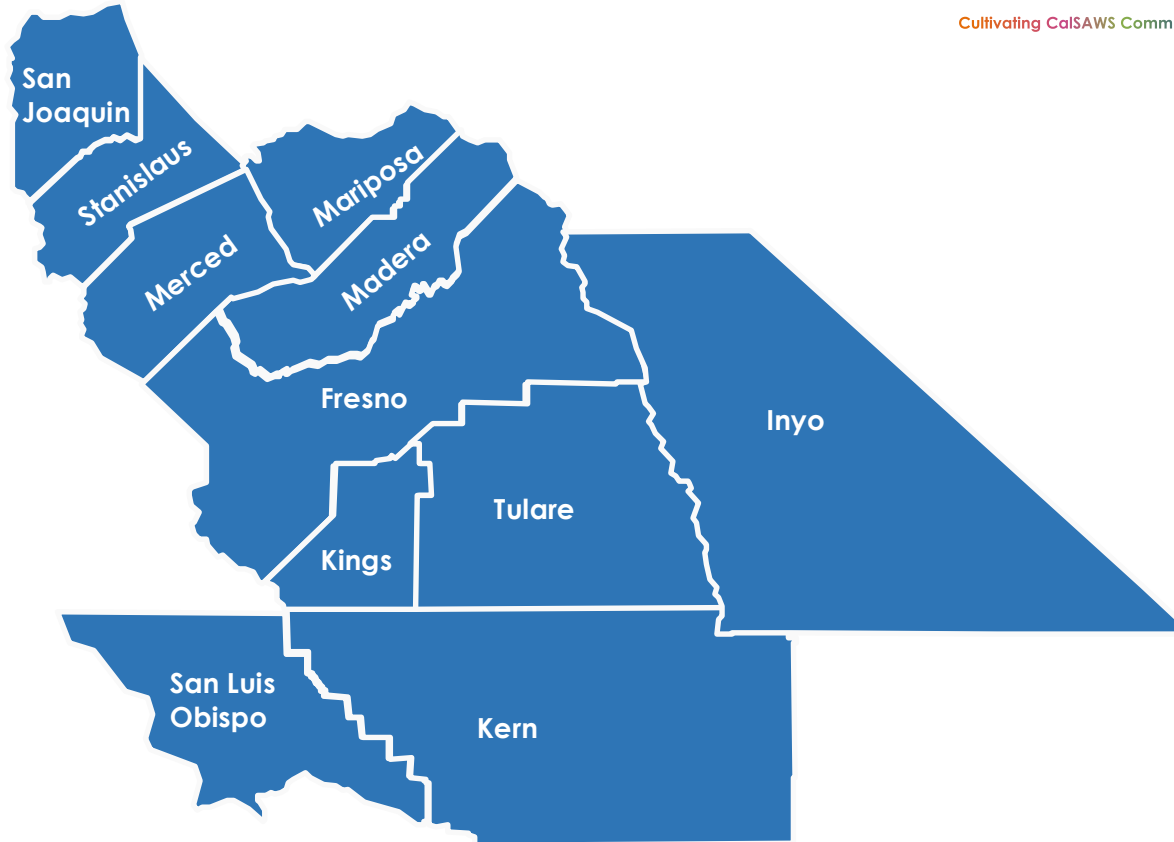 Cultivating CalSAWS Comm
San
Joaquin
Stanislaus
Mariposa
Merced
Madera
Fresno
Inyo
Tulare
Kings
San Luis
Obispo
Kern